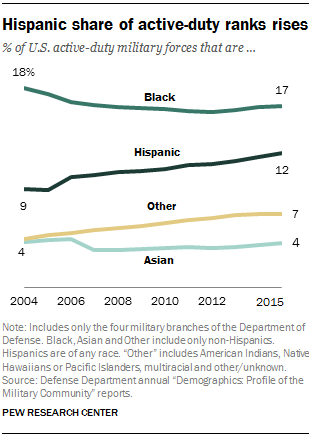 Hispanic share of active-duty ranks rises
% of U.S. active-duty military forces that are ...
18%
17
Black
Hispanic
12
9
Other
7
4
4
Asian
2004 2006 2008 2010 2012 2015
Note: Includes only the four military branches of the Department of
Defense. Black, Asian and Other include only non-Hispanics.
Hispanics are of any race. “Other” includes American Indians, Native
Hawaiians or Pacific Islanders, multiracial and other/unknown.
Source: Defense Department annual “Demographics: Profile of the
Military Community” reports.
PEW RESEARCH CENTER